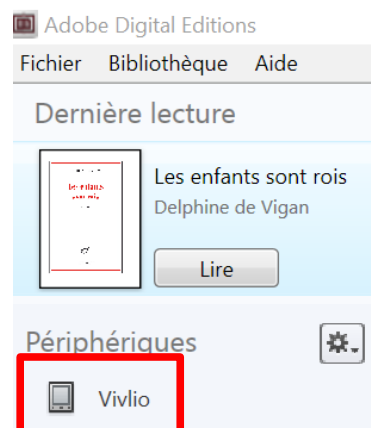 Adobe Digital Editions
Fichier Bibliothèque Aide
Dernière lecture
Les enfants sont rois
Delphine de Vigan
Lire
Périphériques
Vivlio